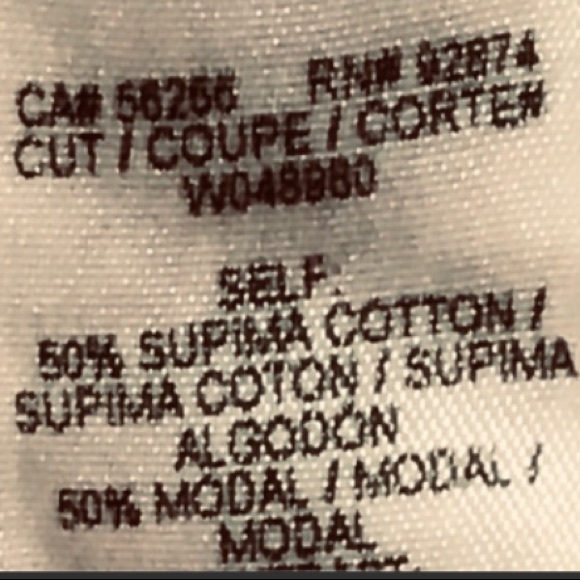 CA# 56256 RN# 92874
CUT / COUPE / CORTE#
W048980
SELF:
50% SUPIMA COTTON /
SUPIMA COTON / SUPIMA
ALGODÓN
50% MODAL / MODAL /
MODAL